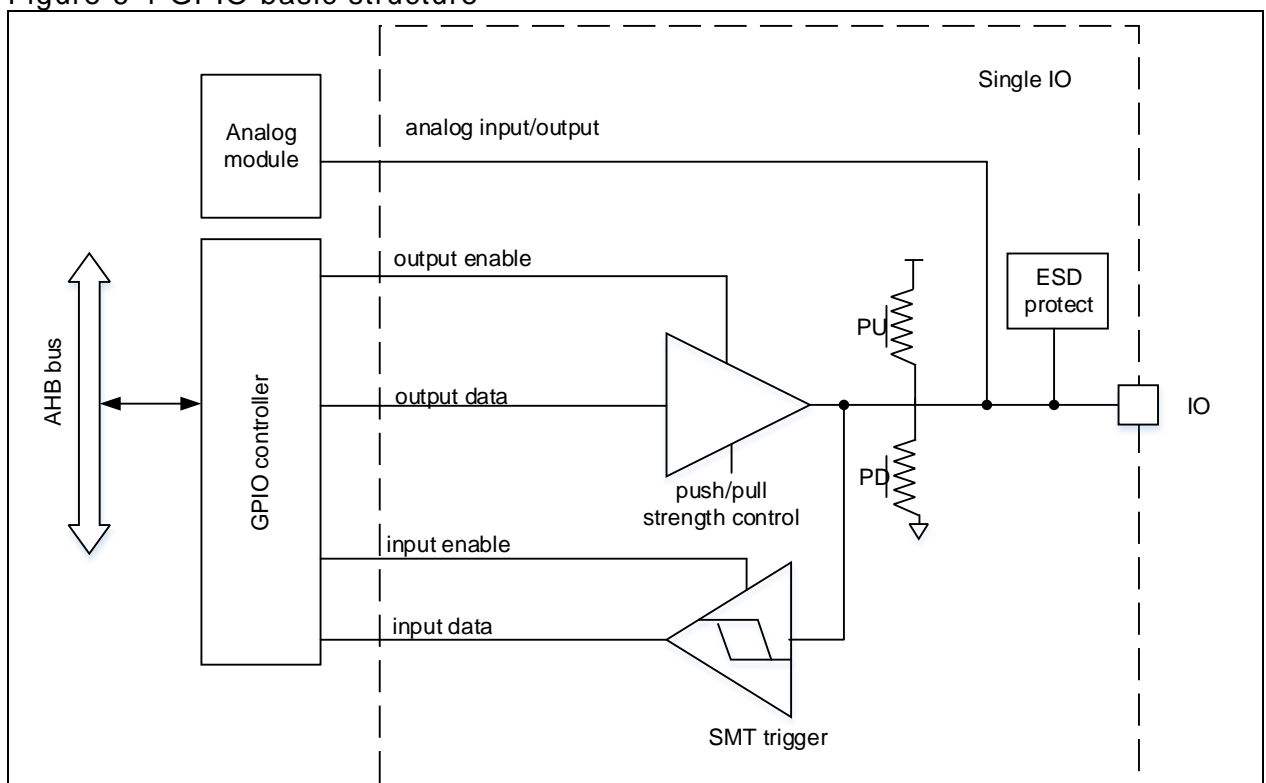 Figure 6-1 GPIO basic structure
Single IO
Analog
module
analog input/output
output enable
ESD
protect
PU
AHB bus
GPIO controller
output data
IO
PD
push/pull
strength control
input enable
input data
SMT trigger